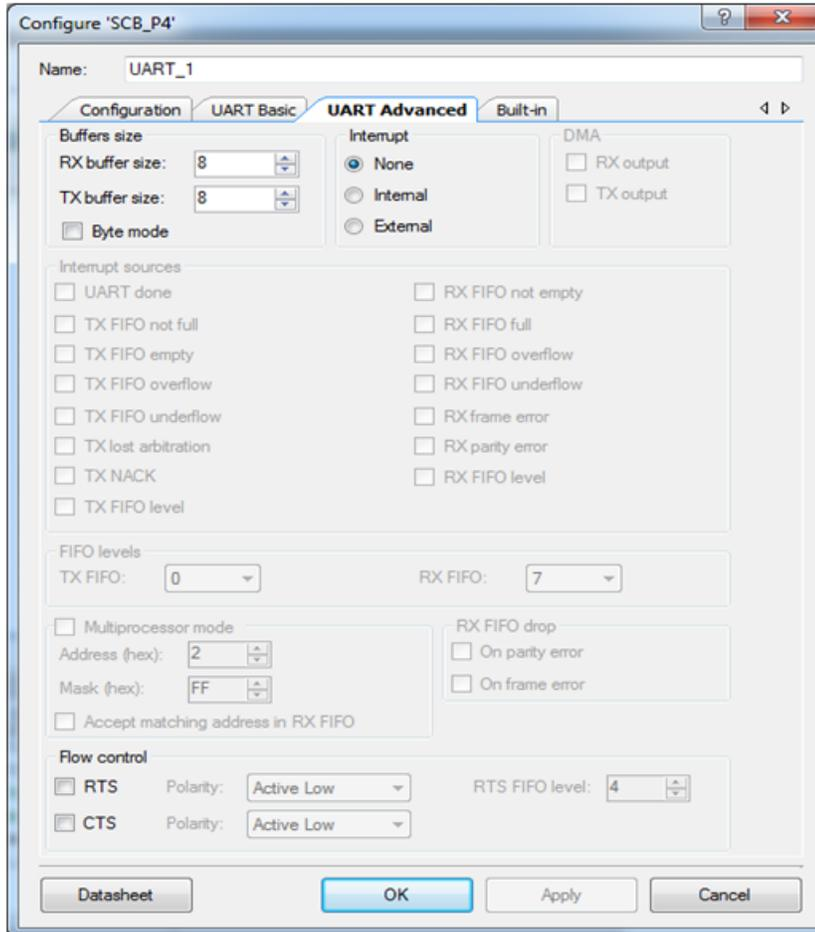 Configure 'SCB_P4'
Name: UART_1
Configuration UART Basic UART Advanced Built-in
Buffers size
RX buffer size: 8
TX buffer size: 8
Byte mode
Interrupt
None
Internal
External
DMA
RX output
TX output
Interrupt sources
UART done
TX FIFO not full
TX FIFO empty
TX FIFO overflow
TX FIFO underflow
TX lost arbitration
TX NACK
TX FIFO level
RX FIFO not empty
RX FIFO full
RX FIFO overflow
RX FIFO underflow
RX frame error
RX parity error
RX FIFO level
FIFO levels
TX FIFO: 0 RX FIFO: 7
Multiprocessor mode
Address (hex): 2
Mask (hex): FF
Accept matching address in RX FIFO
RX FIFO drop
On parity error
On frame error
Flow control
RTS Polarity: Active Low RTS FIFO level: 4
CTS Polarity: Active Low
Datasheet OK Apply Cancel